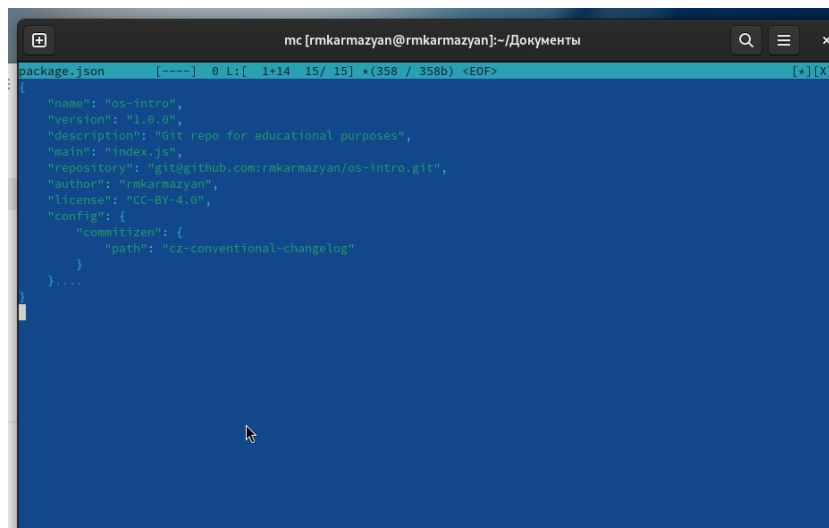 mc [rmkarmazyan@rmkarmazyan]:~/Документы
package.json [----] 0 L:[ 1+14 15/ 15] *(358 / 358b) <EOF> [*][X]
{
    "name": "os-intro",
    "version": "1.0.0",
    "description": "Git repo for educational purposes",
    "main": "index.js",
    "repository": "git@github.com:rmkarmazyan/os-intro.git",
    "author": "rmkarmazyan",
    "license": "CC-BY-4.0",
    "config": {
        "commitizen": {
            "path": "cz-conventional-changelog"
        }
    }....
}